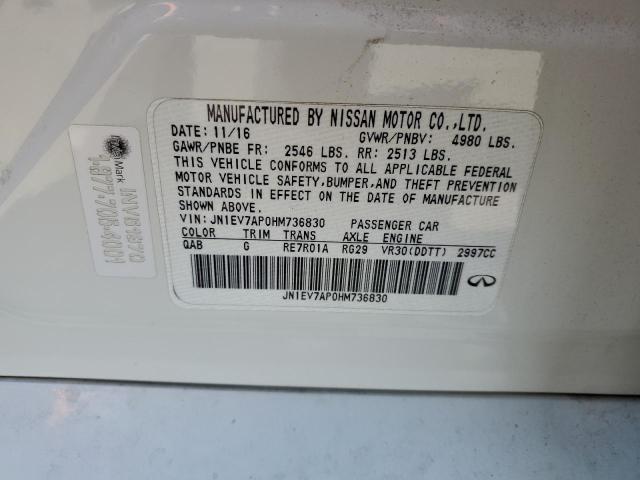 MANUFACTURED BY NISSAN MOTOR CO.,LTD.
DATE: 11/16 GVWR/PNBV: 4980 LBS.
GAWR/PNBE FR: 2546 LBS. RR: 2513 LBS.
THIS VEHICLE CONFORMS TO ALL APPLICABLE FEDERAL
MOTOR VEHICLE SAFETY,BUMPER,AND THEFT PREVENTION
STANDARDS IN EFFECT ON THE DATE OF MANUFACTURE
SHOWN ABOVE.
VIN: JN1EV7AP0HM736830 PASSENGER CAR
COLOR TRIM TRANS AXLE ENGINE
QAB G RE7R01A RG29 VR30(DDTT) 2997CC
JN1EV7AP0HM736830
Mark